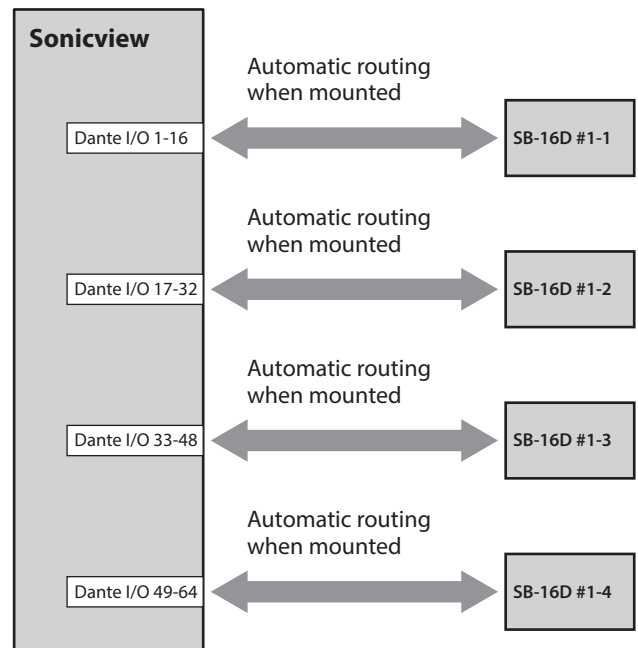 Sonicview
Automatic routing
when mounted
Dante I/O 1-16
SB-16D #1-1
Automatic routing
when mounted
Dante I/O 17-32
SB-16D #1-2
Automatic routing
when mounted
Dante I/O 33-48
SB-16D #1-3
Automatic routing
when mounted
Dante I/O 49-64
SB-16D #1-4